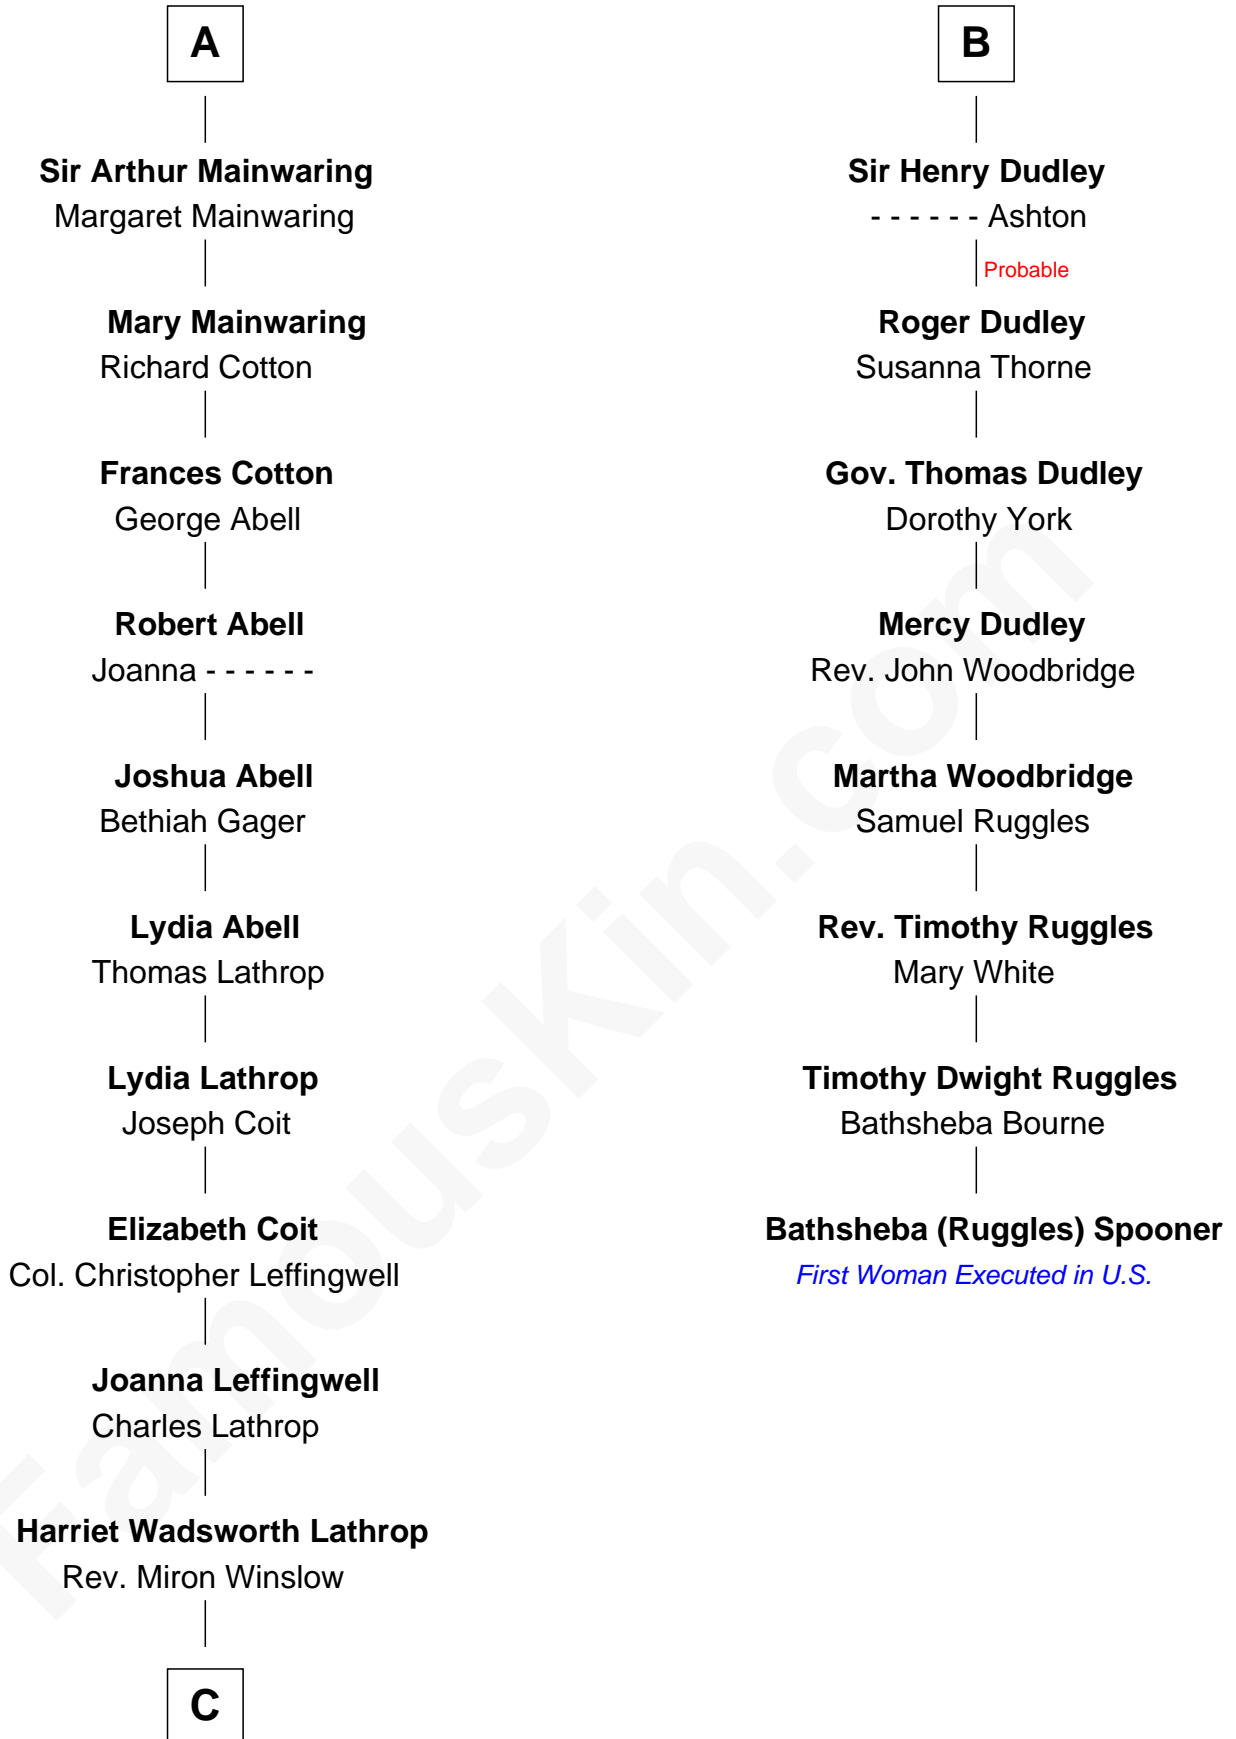 A
Sir Arthur Mainwaring
Margaret Mainwaring
Mary Mainwaring
Richard Cotton
Frances Cotton
George Abell
Robert Abell
Joanna - - - - - -
Joshua Abell
Bethiah Gager
Lydia Abell
Thomas Lathrop
Lydia Lathrop
Joseph Coit
Elizabeth Coit
Col. Christopher Leffingwell
Joanna Leffingwell
Charles Lathrop
Harriet Wadsworth Lathrop
Rev. Miron Winslow
C
B
Sir Henry Dudley
- - - - - - Ashton
Probable
Roger Dudley
Susanna Thorne
Gov. Thomas Dudley
Dorothy York
Mercy Dudley
Rev. John Woodbridge
Martha Woodbridge
Samuel Ruggles
Rev. Timothy Ruggles
Mary White
Timothy Dwight Ruggles
Bathsheba Bourne
Bathsheba (Ruggles) Spooner
First Woman Executed in U.S.
FamousKin.com